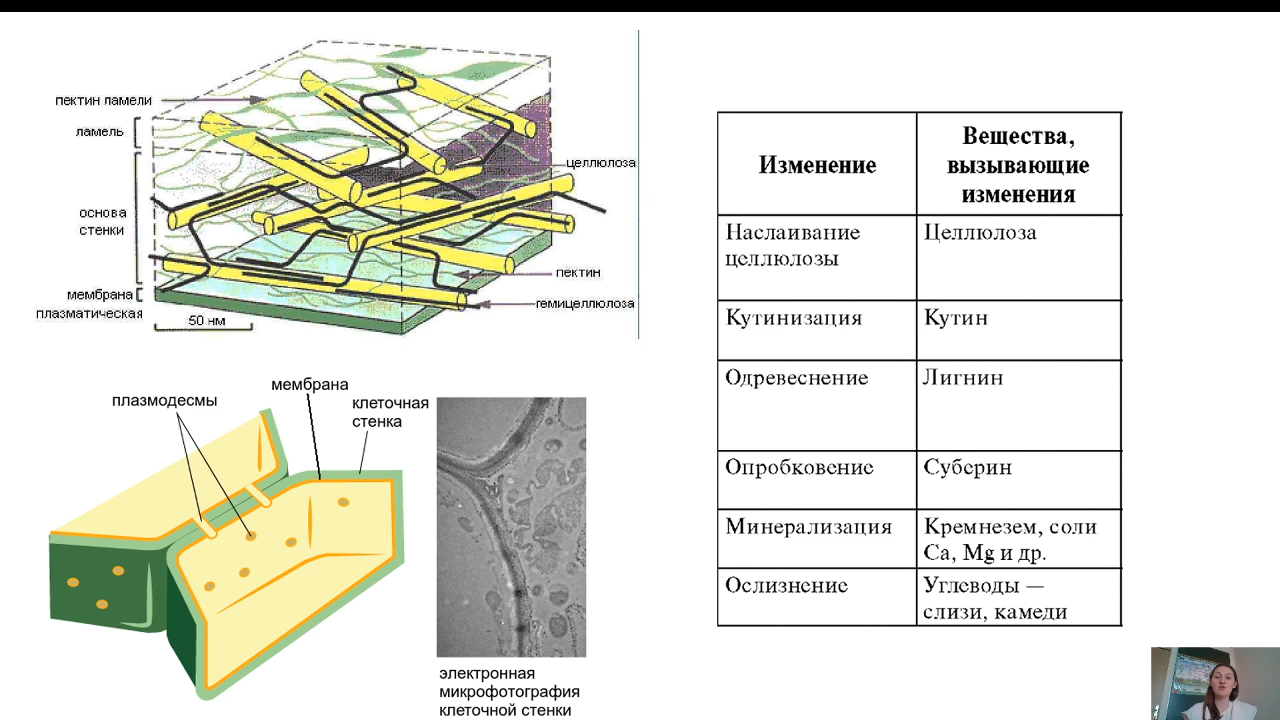 пектин ламели
ламель
целлюлоза
основа
стенки
пектин
мембрана
плазматическая
гемицеллюлоза
50 нм
плазмодесмы
мембрана
клеточная
стенка
электронная
микрофотография
клеточной стенки
Изменение
Вещества,
вызывающие
изменения
Наслаивание
целлюлозы
Целлюлоза
Кутинизация
Кутин
Одревеснение
Лигнин
Опробковение
Суберин
Минерализация
Кремнезем, соли
Ca, Mg и др.
Ослизнение
Углеводы —
слизи, камеди